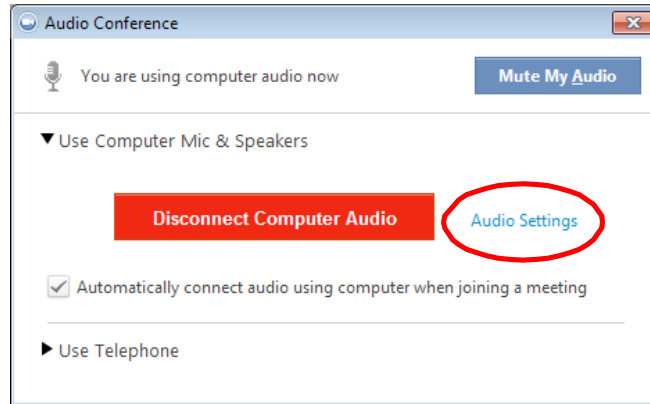 Audio Conference
You are using computer audio now
Mute My Audio
Use Computer Mic & Speakers
Disconnect Computer Audio
Audio Settings
Automatically connect audio using computer when joining a meeting
Use Telephone